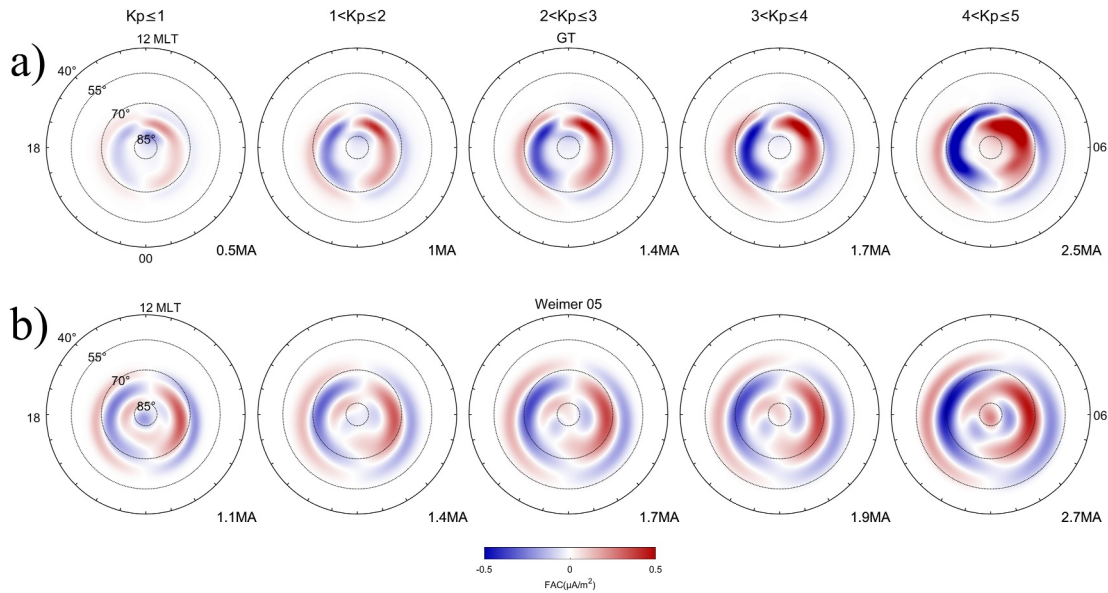 Kp≤1 1<Kp≤2 2<Kp≤3 3<Kp≤4 4<Kp≤5
a) 12 MLT GT
40°
55°
70°
85°
18 06
00
0.5MA 1MA 1.4MA 1.7MA 2.5MA
b) 12 MLT Weimer 05
40°
55°
70°
85°
18 06
1.1MA 1.4MA 1.7MA 1.9MA 2.7MA
-0.5 0 0.5
FAC(μA/m²)